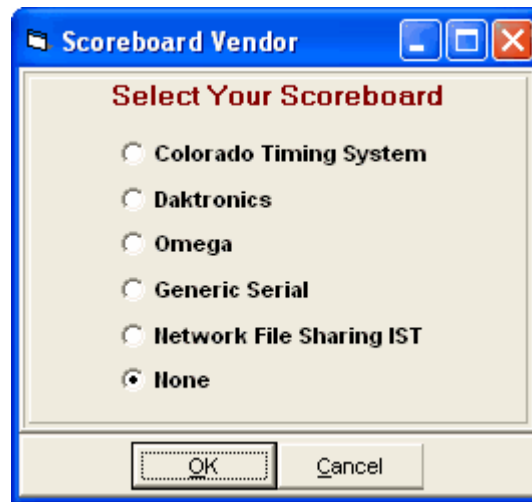 Scoreboard Vendor
Select Your Scoreboard
Colorado Timing System
Daktronics
Omega
Generic Serial
Network File Sharing IST
None
OK
Cancel